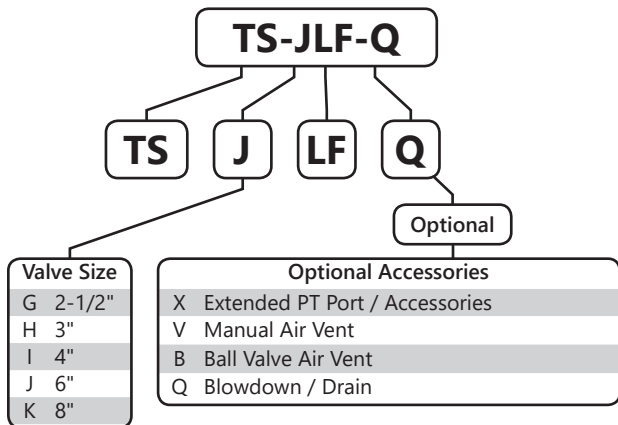 TS-JLF-Q
TS J LF Q
Optional
Valve Size
G 2-1/2"
H 3"
I 4"
J 6"
K 8"
Optional Accessories
X Extended PT Port / Accessories
V Manual Air Vent
B Ball Valve Air Vent
Q Blowdown / Drain